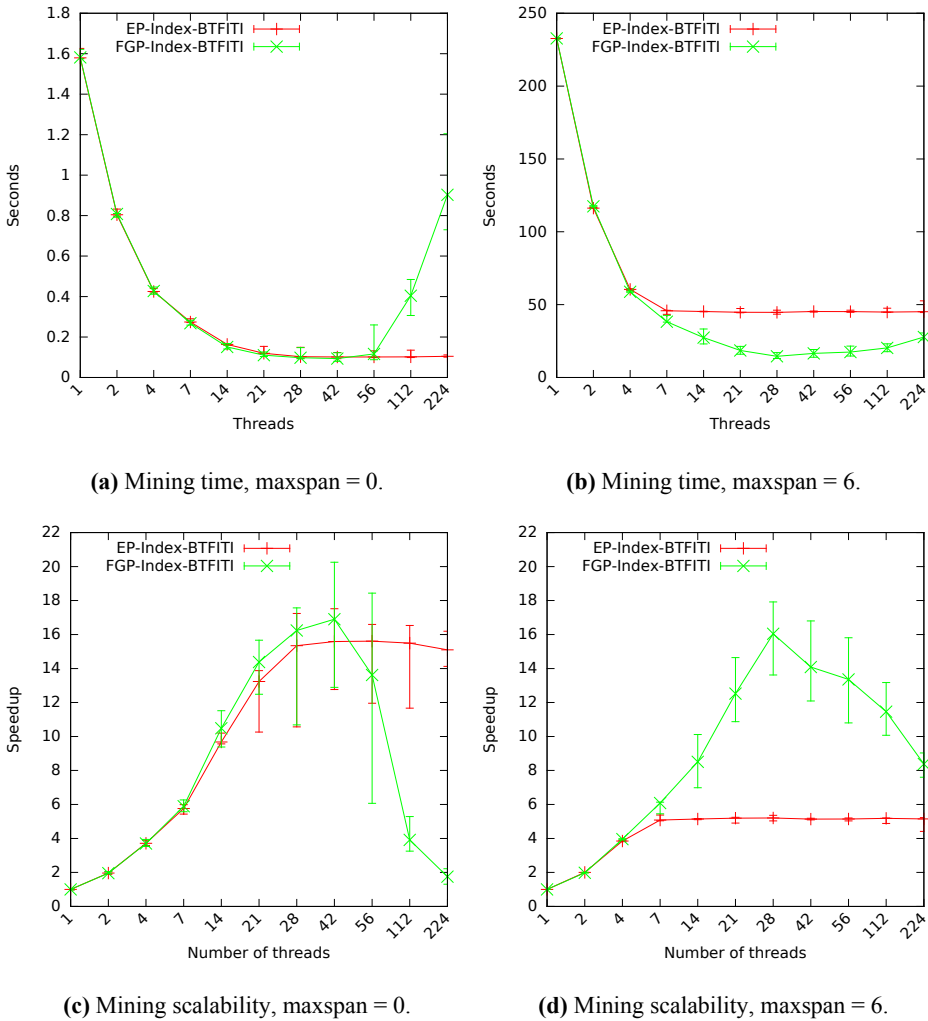 EP-Index-BTFITI
FGP-Index-BTFITI
1.8
1.6
1.4
1.2
1
0.8
0.6
0.4
0.2
0
Seconds
1 2 4 7 14 21 28 42 56 112 224
Threads
(a) Mining time, maxspan = 0.
EP-Index-BTFITI
FGP-Index-BTFITI
250
200
150
100
50
0
Seconds
1 2 4 7 14 21 28 42 56 112 224
Threads
(b) Mining time, maxspan = 6.
EP-Index-BTFITI
FGP-Index-BTFITI
22
20
18
16
14
12
10
8
6
4
2
0
Speedup
1 2 4 7 14 21 28 42 56 112 224
Number of threads
(c) Mining scalability, maxspan = 0.
EP-Index-BTFITI
FGP-Index-BTFITI
22
20
18
16
14
12
10
8
6
4
2
0
Speedup
1 2 4 7 14 21 28 42 56 112 224
Number of threads
(d) Mining scalability, maxspan = 6.